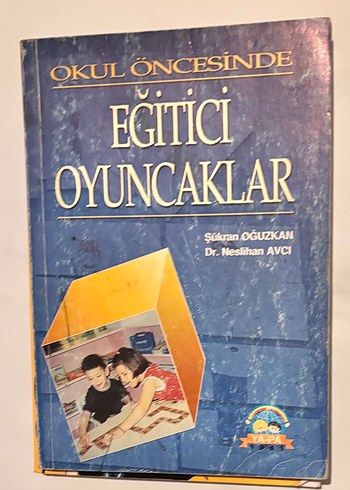 OKUL ÖNCESİNDE
EĞİTİCİ
OYUNCAKLAR
Şükran OĞUZKAN
Dr. Neslihan AVCI
YA-PA